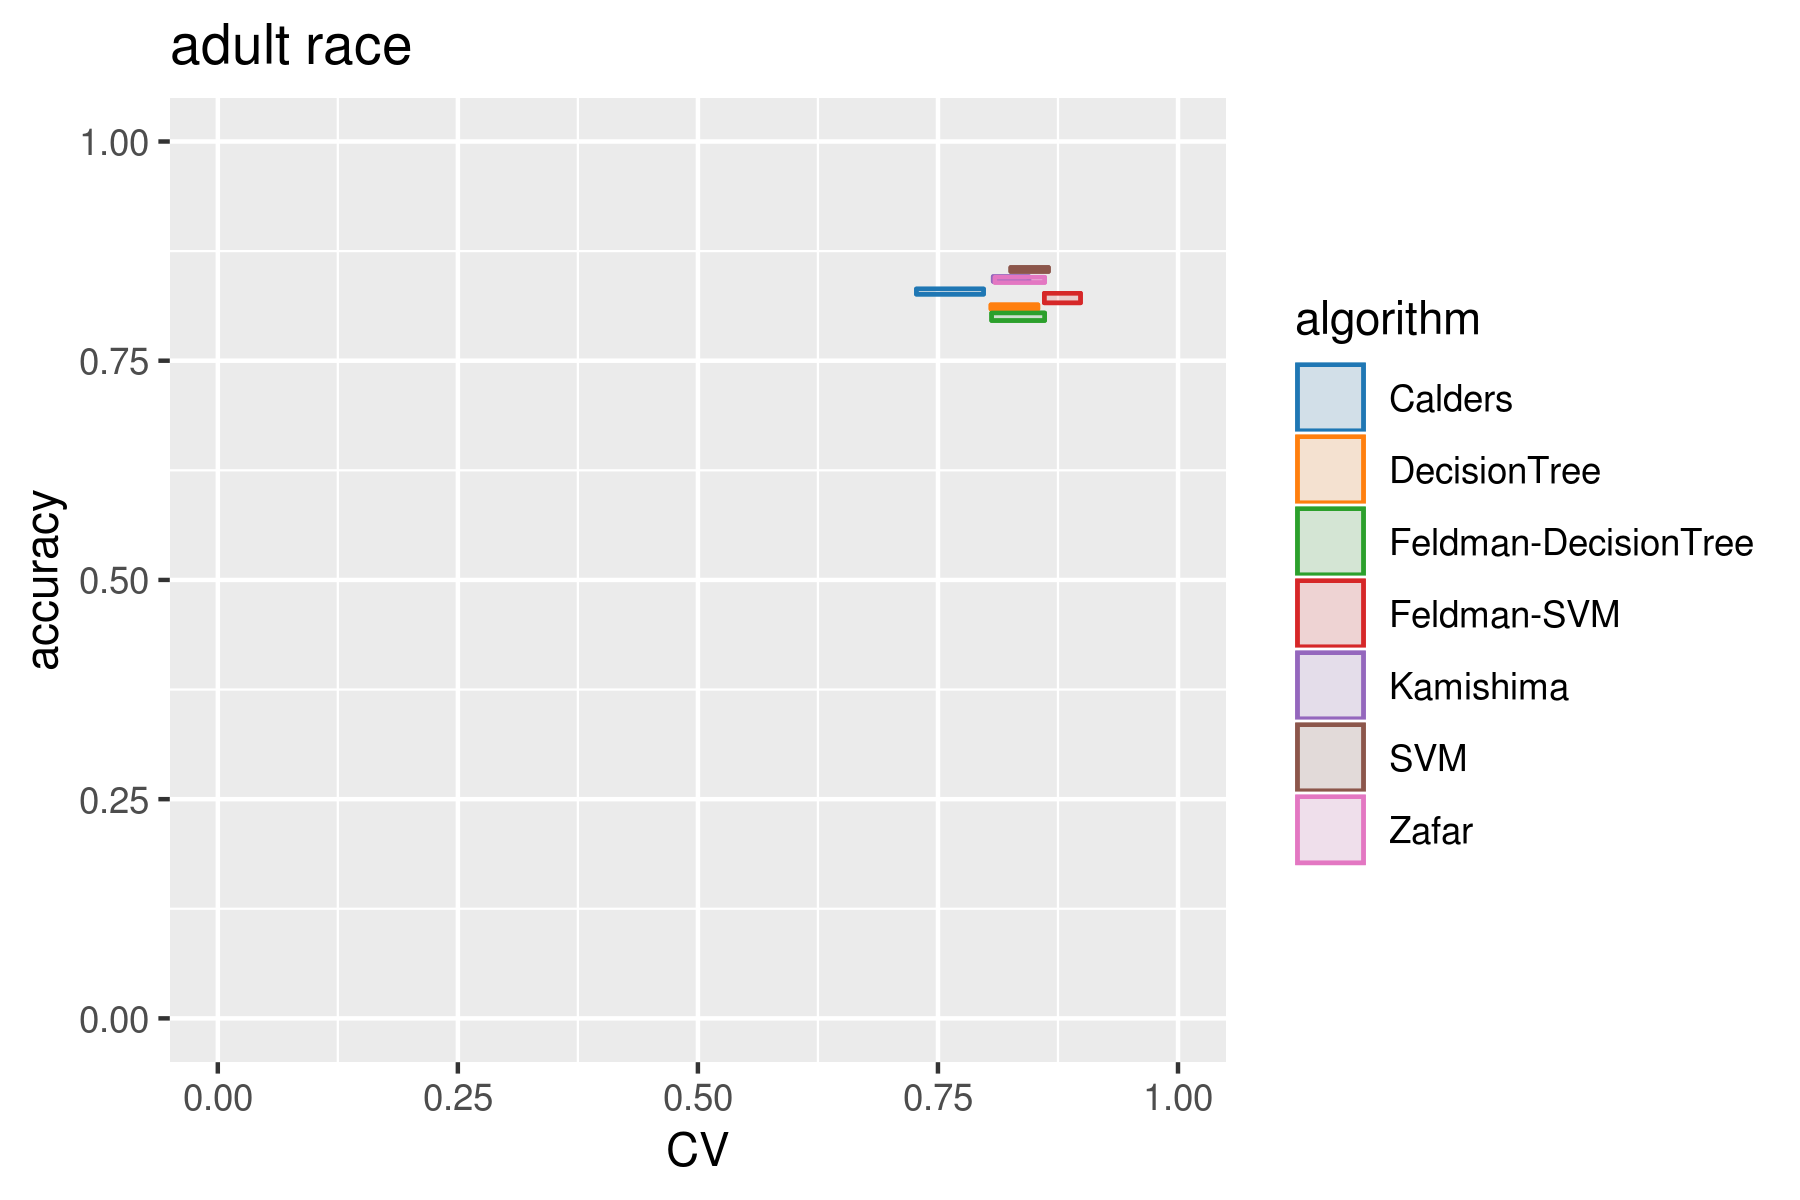 adult race
1.00
0.75
0.50
0.25
0.00
accuracy
0.00 0.25 0.50 0.75 1.00
CV
algorithm
Calders
DecisionTree
Feldman-DecisionTree
Feldman-SVM
Kamishima
SVM
Zafar